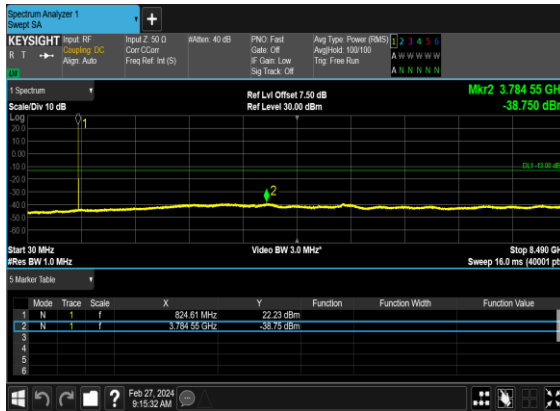 Spectrum Analyzer 1
Swept SA
KEYSIGHT
R T
LXI
Input: RF
Coupling: DC
Align: Auto
Input Z: 50 Ω
Corr CCorr
Freq Ref: Int (S)
#Atten: 40 dB
PNO: Fast
Gate: Off
IF Gain: Low
Sig Track: Off
Avg Type: Power (RMS)
Avg|Hold: 100/100
Trig: Free Run
1 2 3 4 5 6
A W W W W W
A N N N N N
1 Spectrum
Scale/Div 10 dB
Log
Ref Lvl Offset 7.50 dB
Ref Level 30.00 dBm
Mkr2 3.784 55 GH
-38.750 dBr
1
20.0
10.0
0.00
-10.0
DL1 -13.00 dB
-20.0
-30.0
2
-40.0
-50.0
-60.0
Start 30 MHz
#Res BW 1.0 MHz
Video BW 3.0 MHz*
Stop 8.490 GH
Sweep 16.0 ms (40001 pt
5 Marker Table
Mode Trace Scale X Y Function Function Width Function Value
1 N 1 f 824.61 MHz 22.23 dBm
2 N 1 f 3.784 55 GHz -38.75 dBm
3
4
5
6
?
Feb 27, 2024
9:15:32 AM